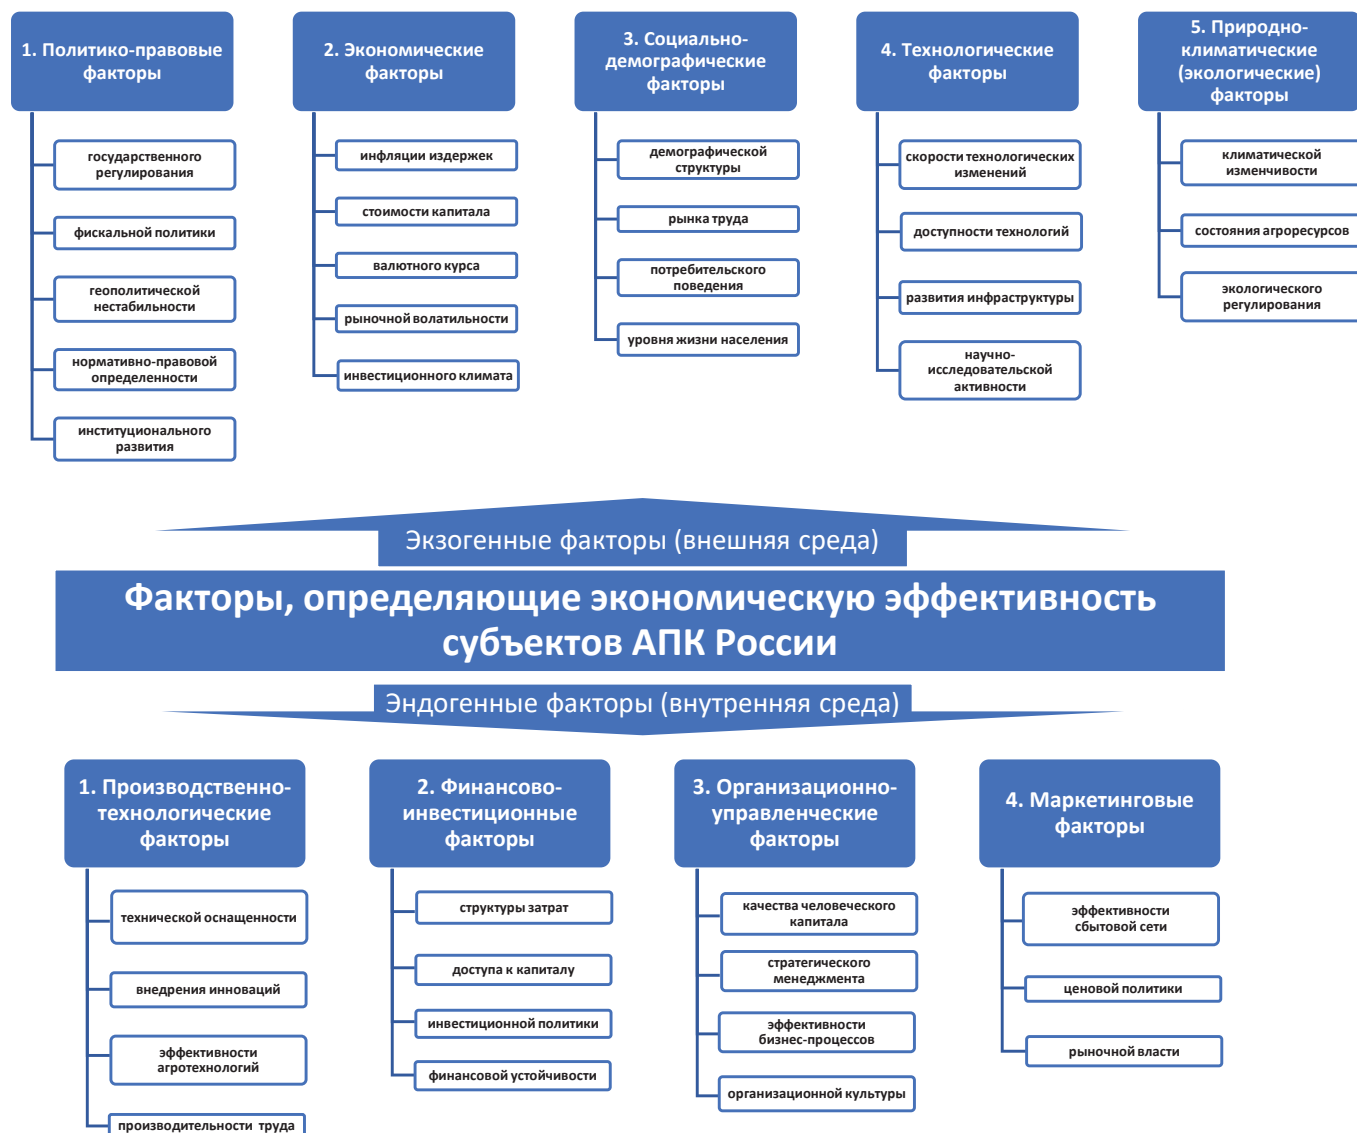 1. Политико-правовые
факторы
государственного
регулирования
фискальной политики
геополитической
нестабильности
нормативно-правовой
определенности
институционального
развития
2. Экономические
факторы
инфляции издержек
стоимости капитала
валютного курса
рыночной волатильности
инвестиционного климата
3. Социально-
демографические
факторы
демографической
структуры
рынка труда
потребительского
поведения
уровня жизни населения
4. Технологические
факторы
скорости технологических
изменений
доступности технологий
развития инфраструктуры
научно-
исследовательской
активности
5. Природно-
климатические
(экологические)
факторы
климатической
изменчивости
состояния агроресурсов
экологического
регулирования
Экзогенные факторы (внешняя среда)
Факторы, определяющие экономическую эффективность
субъектов АПК России
Эндогенные факторы (внутренняя среда)
1. Производственно-
технологические
факторы
технической оснащенности
внедрения инноваций
эффективности
агротехнологий
производительности труда
2. Финансово-
инвестиционные
факторы
структуры затрат
доступа к капиталу
инвестиционной политики
финансовой устойчивости
3. Организационно-
управленческие
факторы
качества человеческого
капитала
стратегического
менеджмента
эффективности
бизнес-процессов
организационной культуры
4. Маркетинговые
факторы
эффективности
сбытовой сети
ценовой политики
рыночной власти